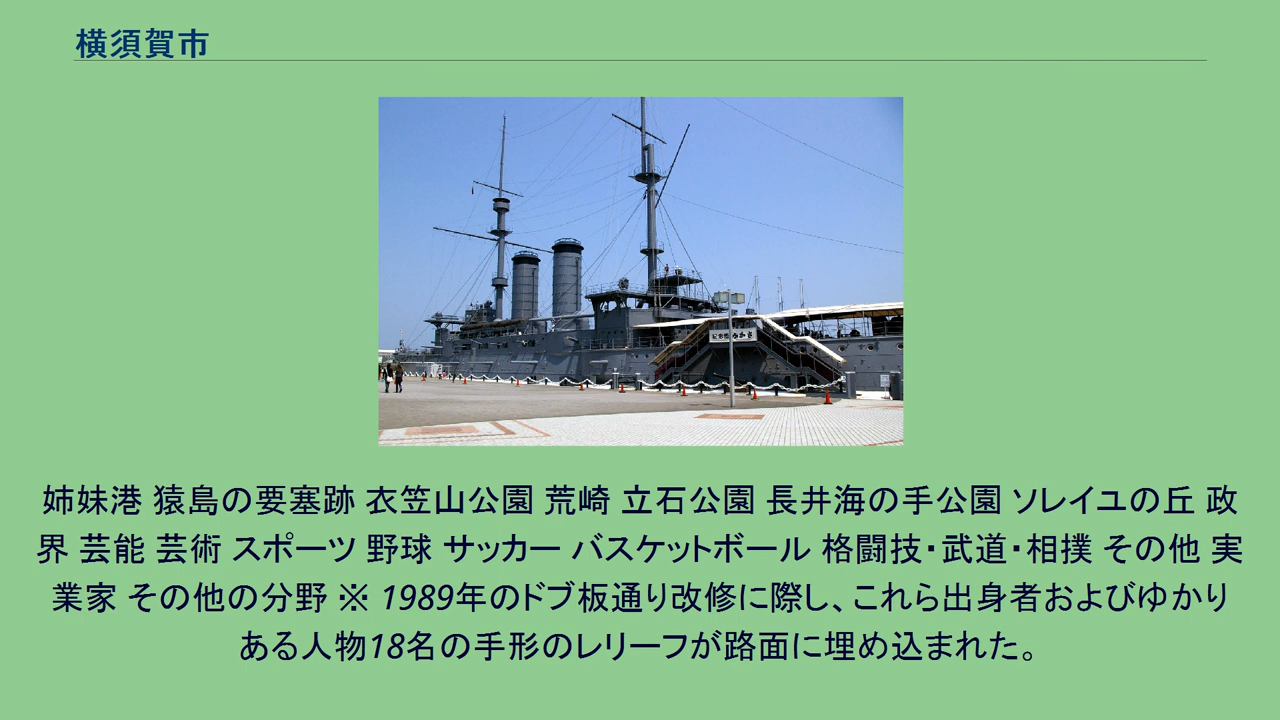 横須賀市
記念艦みかさ
姉妹港 猿島の要塞跡 衣笠山公園 荒崎 立石公園 長井海の手公園 ソレイユの丘 政
界 芸能 芸術 スポーツ 野球 サッカー バスケットボール 格闘技・武道・相撲 その他 実
業家 その他の分野 ※ 1989年のドブ板通り改修に際し、これら出身者およびゆかり
ある人物18名の手形のレリーフが路面に埋め込まれた。